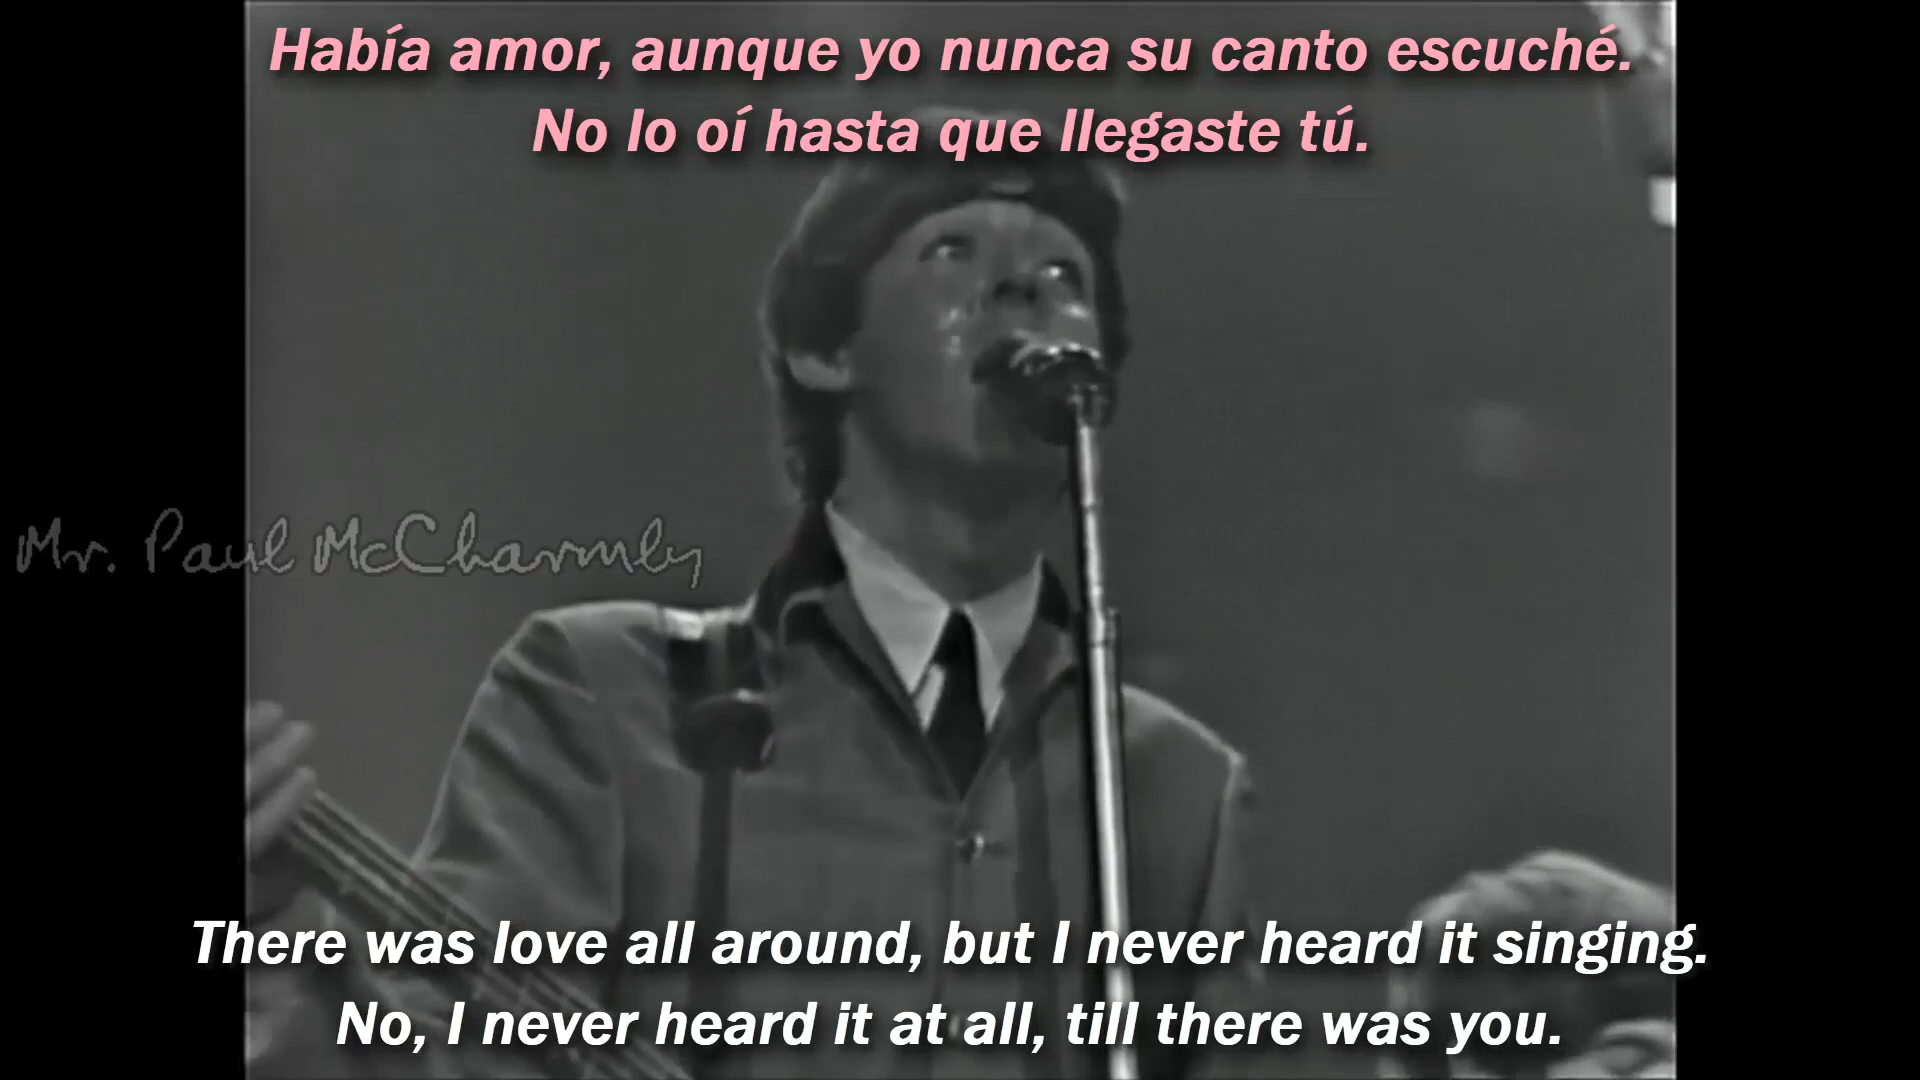 Había amor, aunque yo nunca su canto escuché.
No lo oí hasta que llegaste tú.
Mr. Paul McCharmly
There was love all around, but I never heard it singing.
No, I never heard it at all, till there was you.